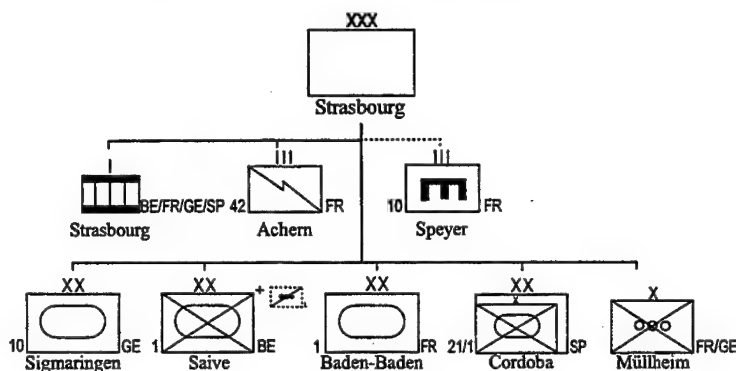 XXX
Strasbourg
BE/FR/GE/SP
Strasbourg
III
42 FR
Achern
III
10 FR
Speyer
XX
10 GE
Sigmaringen
XX
+
1 BE
Saive
XX
1 FR
Baden-Baden
XX
X
21/1 SP
Cordoba
X
FR/GE
Müllheim